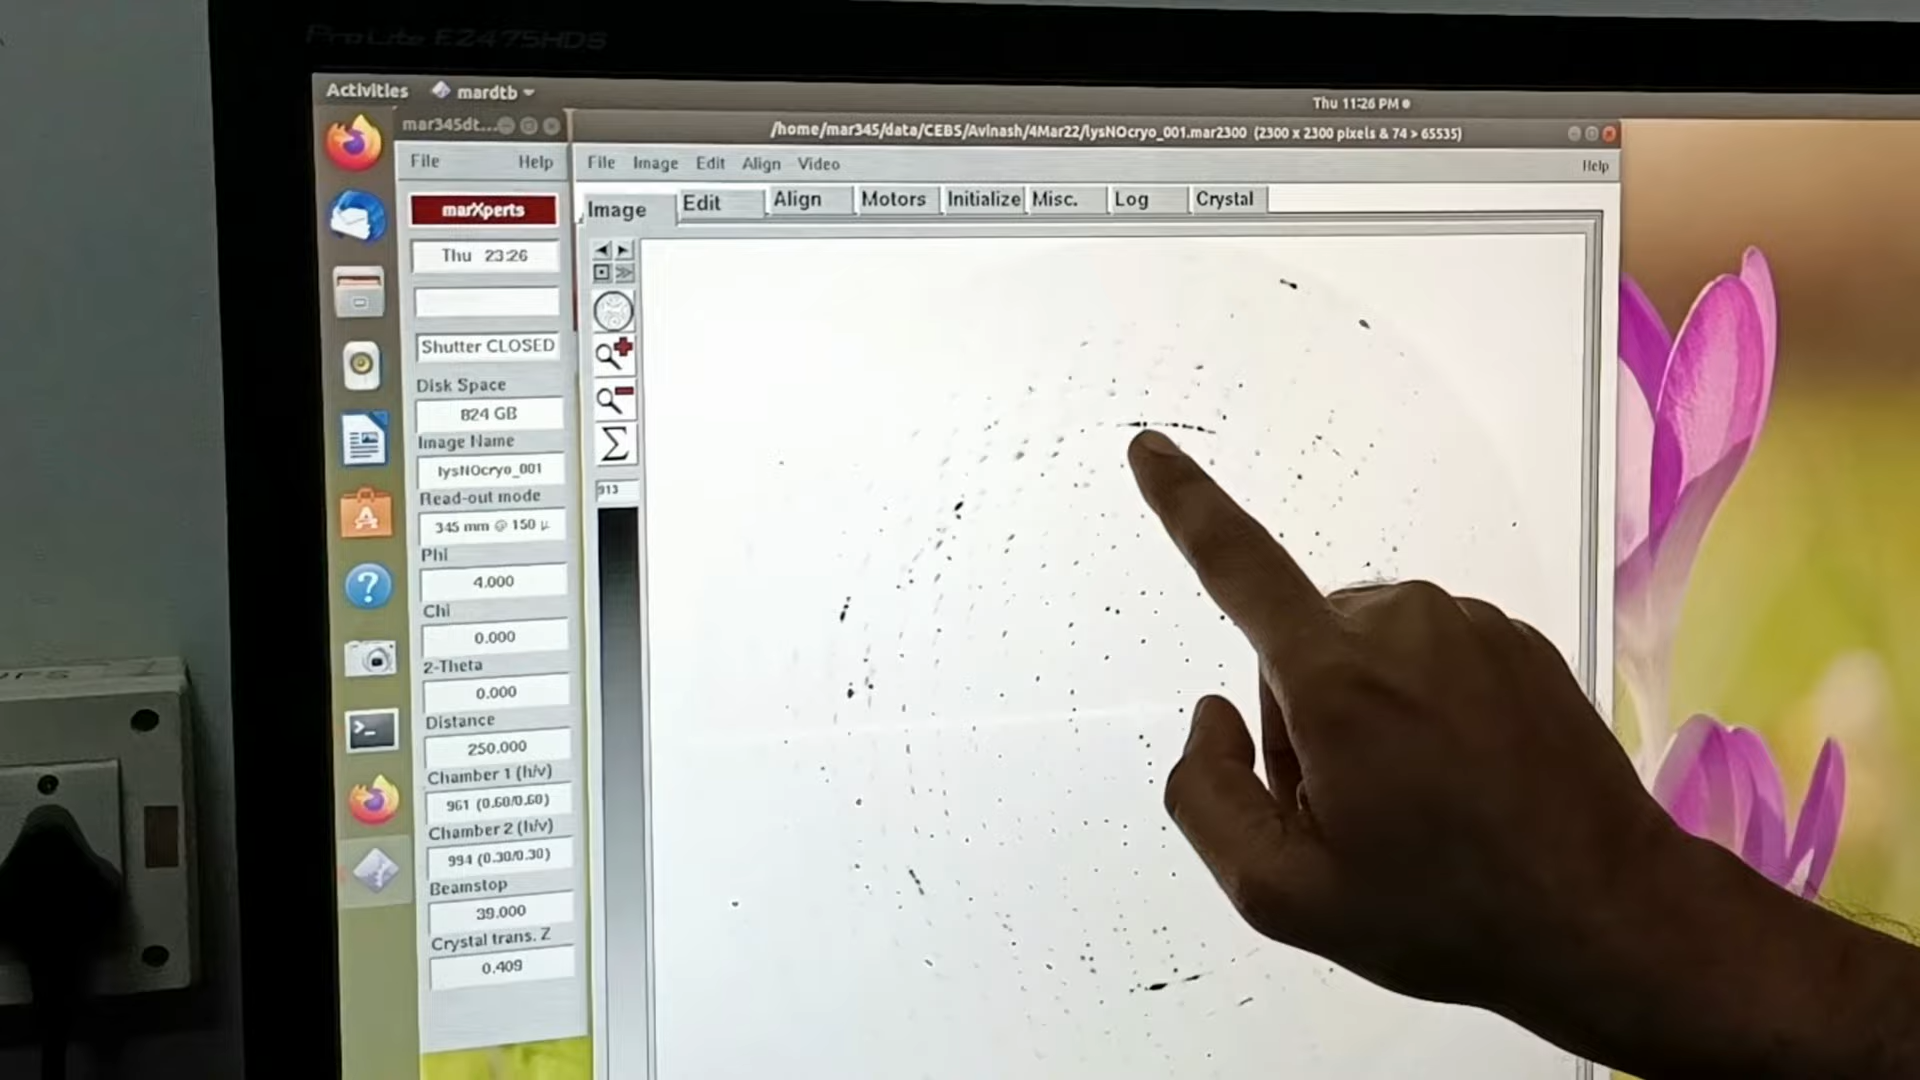 ProLite E2475HDS
Activities mardtb
Thu 11:26 PM
mar345dt...
/home/mar345/data/CEBS/Avinash/4Mar22/lysNOcryo_001.mar2300 (2300 x 2300 pixels & 74 > 65535)
File Help
File Image Edit Align Video Help
marXperts
Image Edit Align Motors Initialize Misc. Log Crystal
Thu 23:26
Shutter CLOSED
Disk Space
824 GB
Image Name
lysNOcryo_001
913
Read-out mode
345 mm @ 150 µ
Phi
4.000
Chi
0.000
2-Theta
0.000
Distance
250.000
Chamber 1 (h/v)
961 (0.60/0.60)
Chamber 2 (h/v)
994 (0.30/0.30)
Beamstop
39.000
Crystal trans. Z
0.409